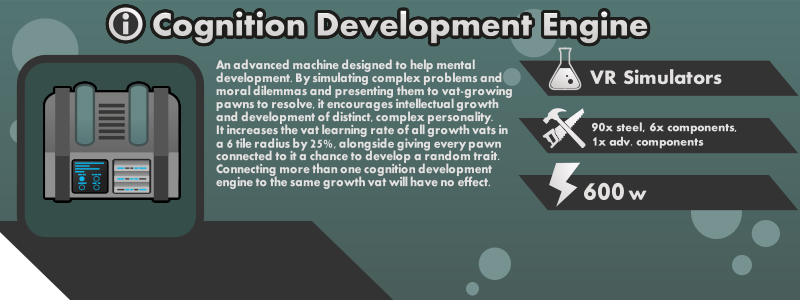 Cognition Development Engine
An advanced machine designed to help mental
development. By simulating complex problems and
moral dilemmas and presenting them to vat-growing
pawns to resolve, it encourages intellectual growth
and development of distinct, complex personality.
It increases the vat learning rate of all growth vats in
a 6 tile radius by 25%, alongside giving every pawn
connected to it a chance to develop a random trait.
Connecting more than one cognition development
engine to the same growth vat will have no effect.
VR Simulators
90x steel, 6x components,
1x adv. components
600 w